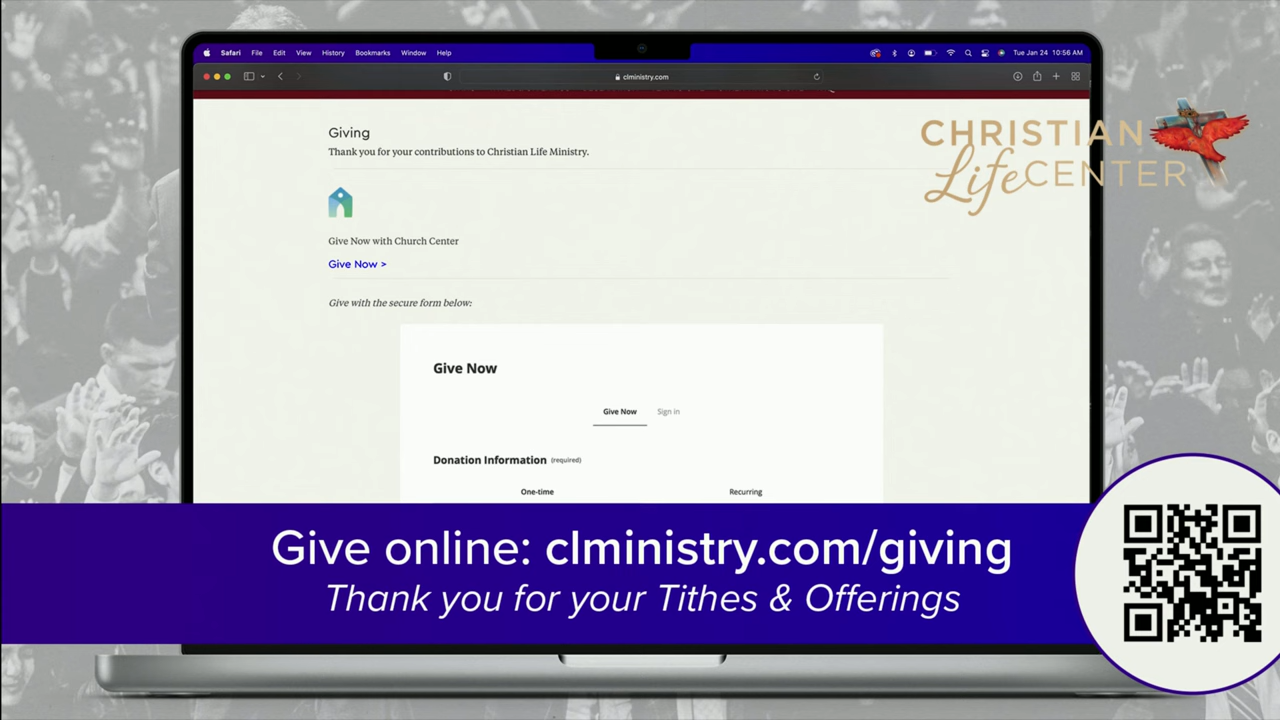 Safari File Edit View History Bookmarks Window Help Tue Jan 24 10:56 AM
clministry.com
Giving
Thank you for your contributions to Christian Life Ministry.
CHRISTIAN
Life CENTER
Give Now with Church Center
Give Now >
Give with the secure form below:
Give Now
Give Now Sign in
Donation Information (required)
One-time Recurring
Give online: clministry.com/giving
Thank you for your Tithes & Offerings